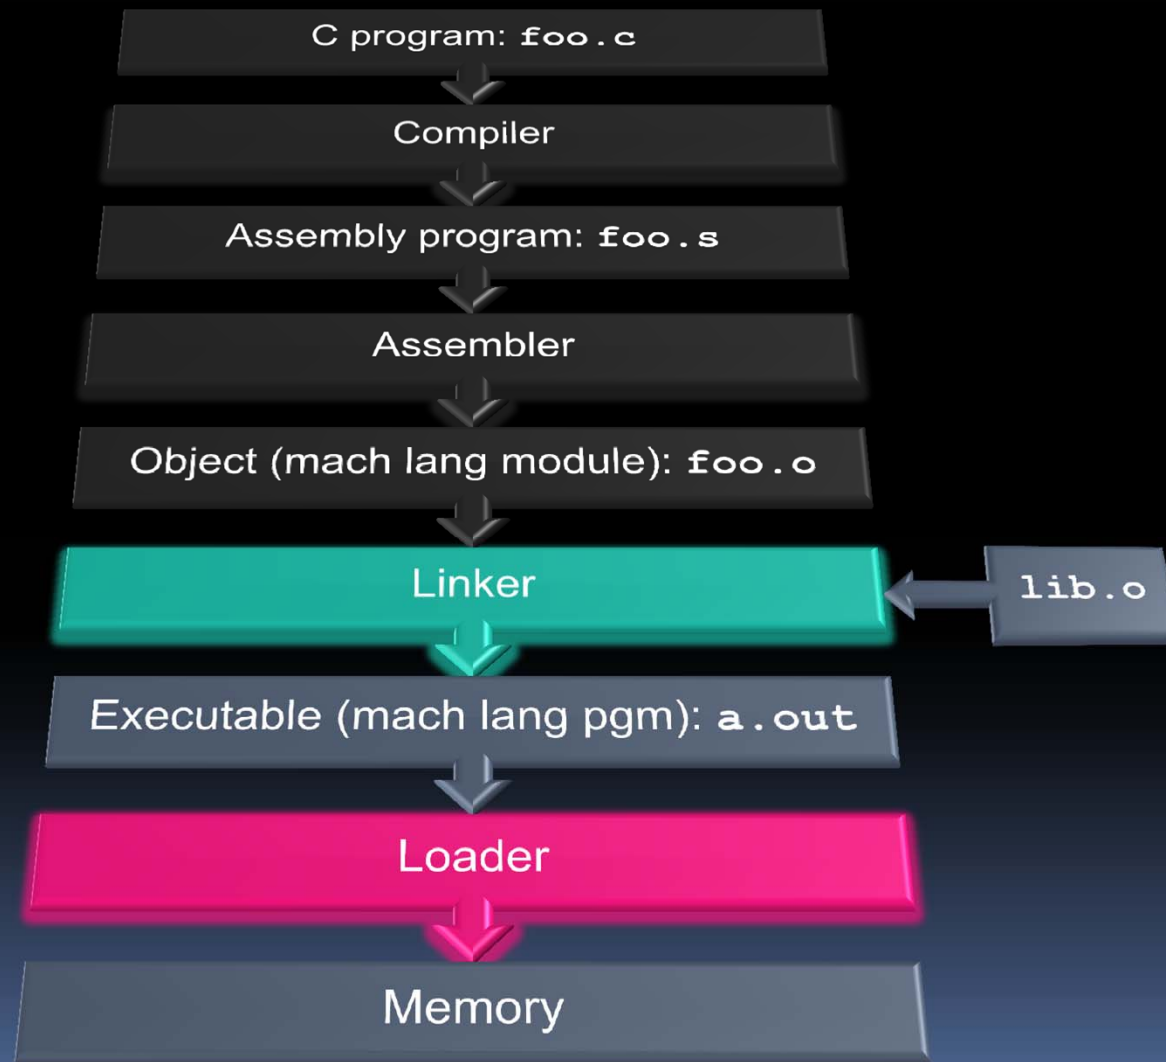 C program: foo.c
Compiler
Assembly program: foo.s
Assembler
Object (mach lang module): foo.o
Linker
lib.o
Executable (mach lang pgm): a.out
Loader
Memory